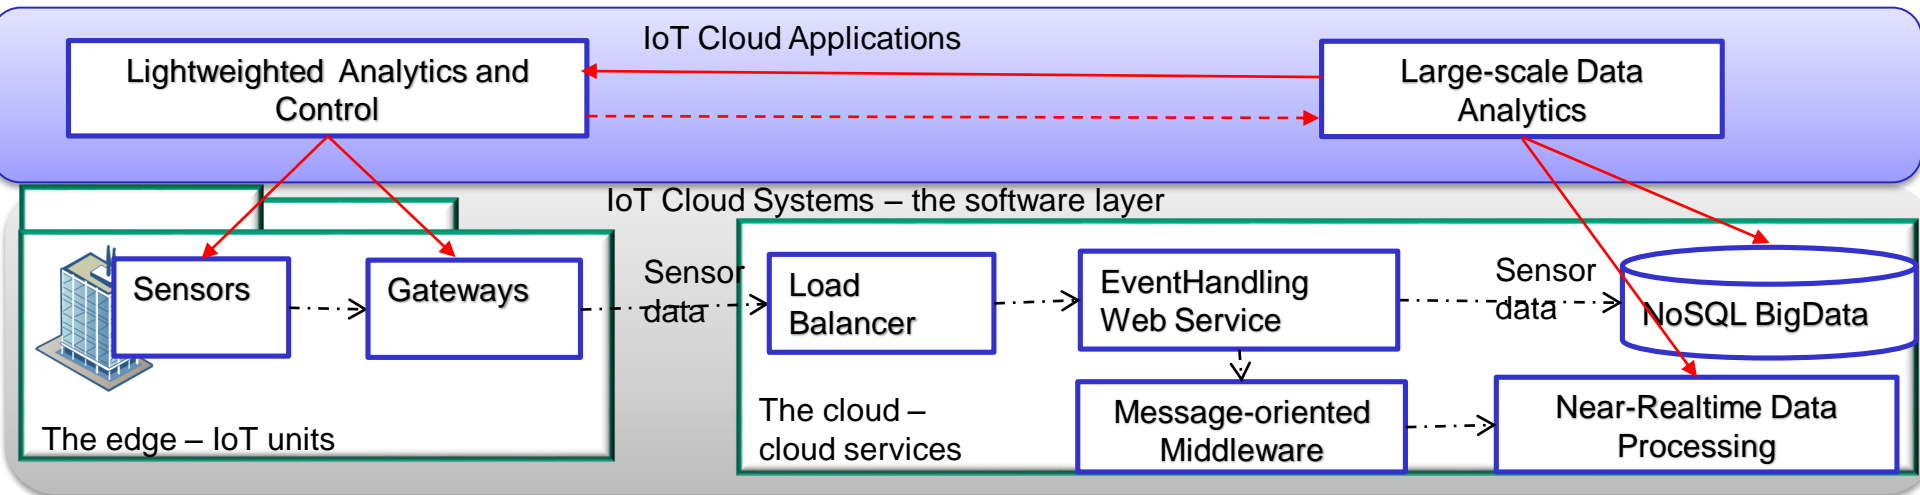 IoT Cloud Applications
Lightweighted Analytics and
Control
Large-scale Data
Analytics
IoT Cloud Systems – the software layer
Sensors
Gateways
The edge – IoT units
Sensor
data
Load
Balancer
EventHandling
Web Service
Sensor
data
NoSQL BigData
The cloud –
cloud services
Message-oriented
Middleware
Near-Realtime Data
Processing